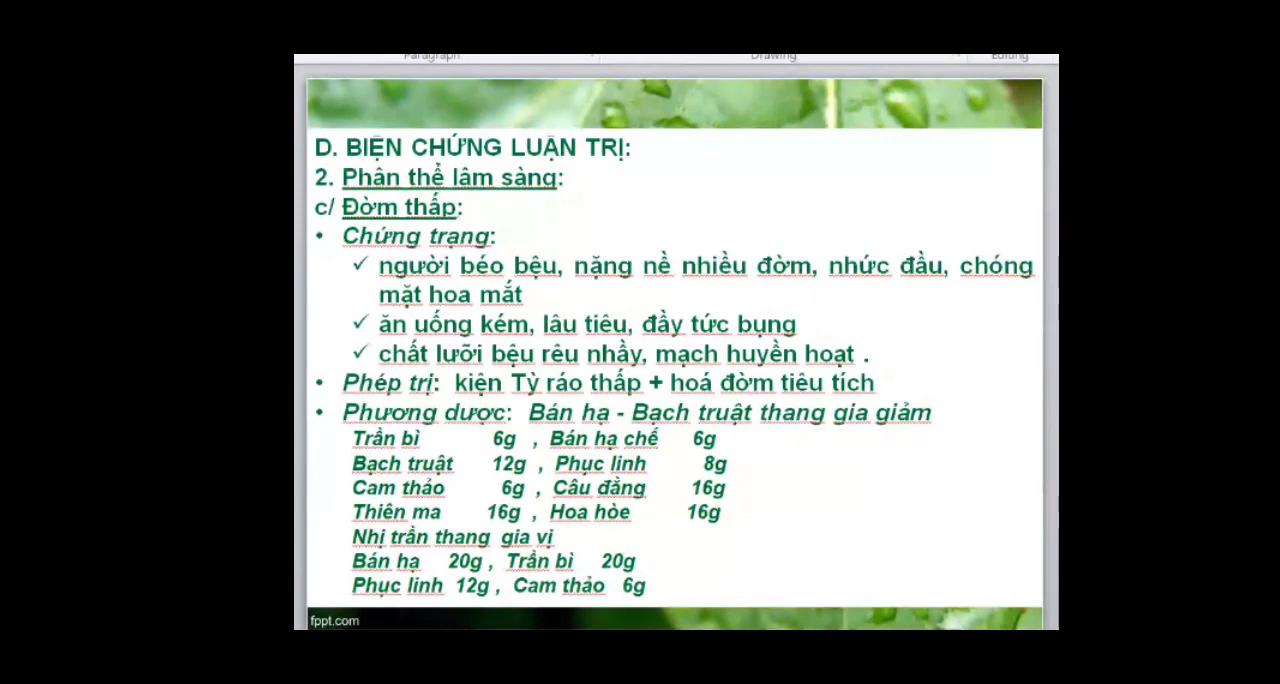 Paragraph Drawing Editing
D. BIỆN CHỨNG LUẬN TRỊ:
2. Phân thể lâm sàng:
c/ Đờm thấp:
• Chứng trạng:
✓ người béo bệu, nặng nề nhiều đờm, nhức đầu, chóng
mặt hoa mắt
✓ ăn uống kém, lâu tiêu, đầy tức bụng
✓ chất lưỡi bệu rêu nhầy, mạch huyền hoạt .
• Phép trị: kiện Tỳ ráo thấp + hoá đờm tiêu tích
• Phương dược: Bán hạ - Bạch truật thang gia giảm
Trần bì 6g , Bán hạ chế 6g
Bạch truật 12g , Phục linh 8g
Cam thảo 6g , Câu đằng 16g
Thiên ma 16g , Hoa hòe 16g
Nhị trần thang gia vị
Bán hạ 20g , Trần bì 20g
Phục linh 12g , Cam thảo 6g
fppt.com